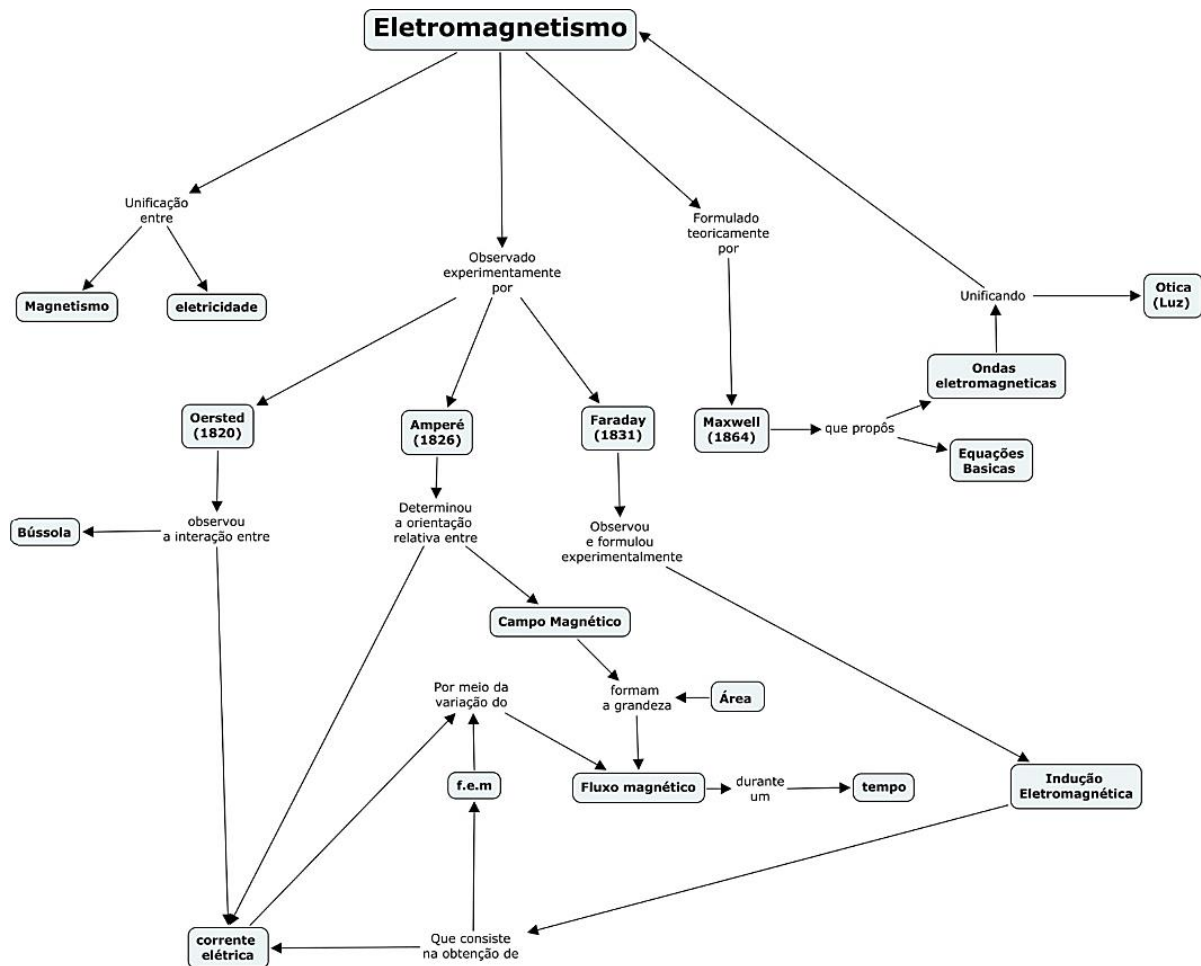 Eletromagnetismo
Unificação
entre
Magnetismo
eletricidade
Observado
experimentamente
por
Formulado
teoricamente
por
Unificando
Otica
(Luz)
Ondas
eletromagneticas
Oersted
(1820)
Amperé
(1826)
Faraday
(1831)
Maxwell
(1864)
que propôs
Equações
Basicas
Bússola
observou
a interação entre
Determinou
a orientação
relativa entre
Observou
e formulou
experimentalmente
Campo Magnético
Por meio da
variação do
formam
a grandeza
Área
f.e.m
Fluxo magnético
durante
um
tempo
Indução
Eletromagnética
corrente
elétrica
Que consiste
na obtenção de